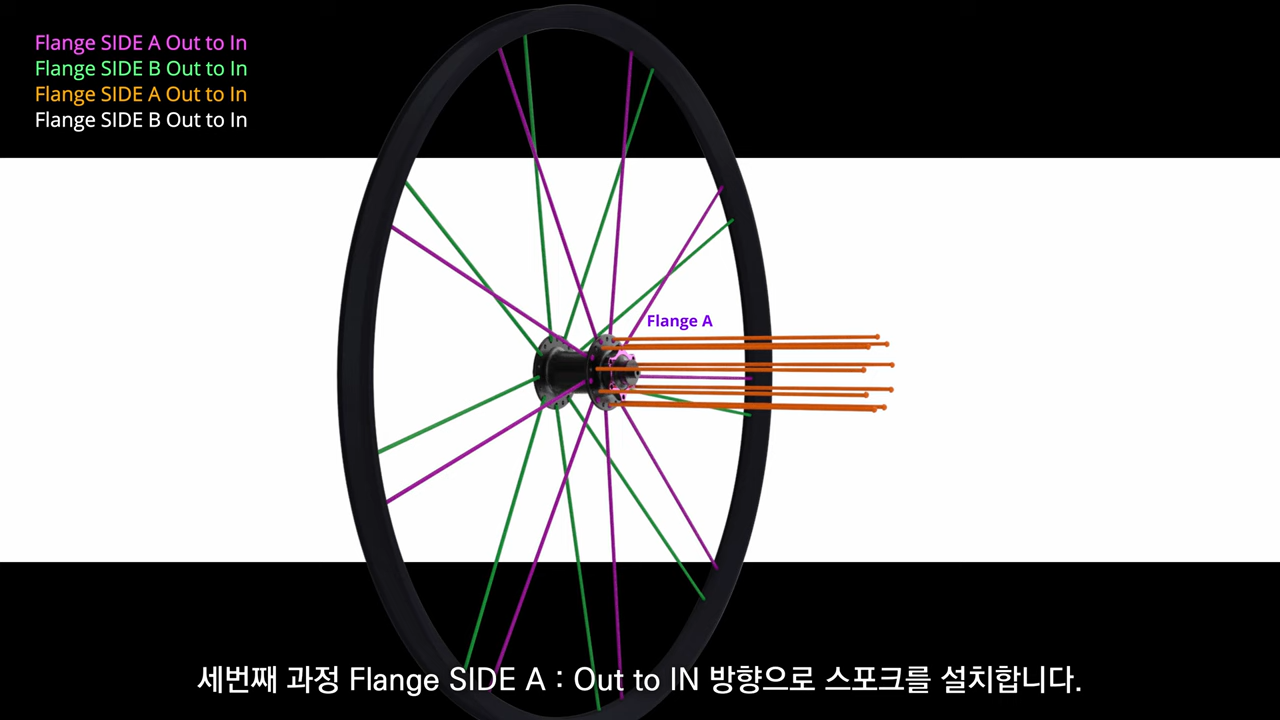 Flange SIDE A Out to In
Flange SIDE B Out to In
Flange SIDE A Out to In
Flange SIDE B Out to In
Flange A
세번째 과정 Flange SIDE A : Out to IN 방향으로 스포크를 설치합니다.